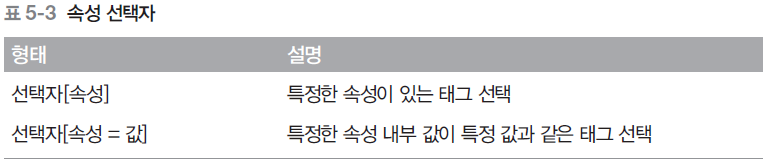 표 5-3 속성 선택자
형태 설명
선택자[속성] 특정한 속성이 있는 태그 선택
선택자[속성 = 값] 특정한 속성 내부 값이 특정 값과 같은 태그 선택